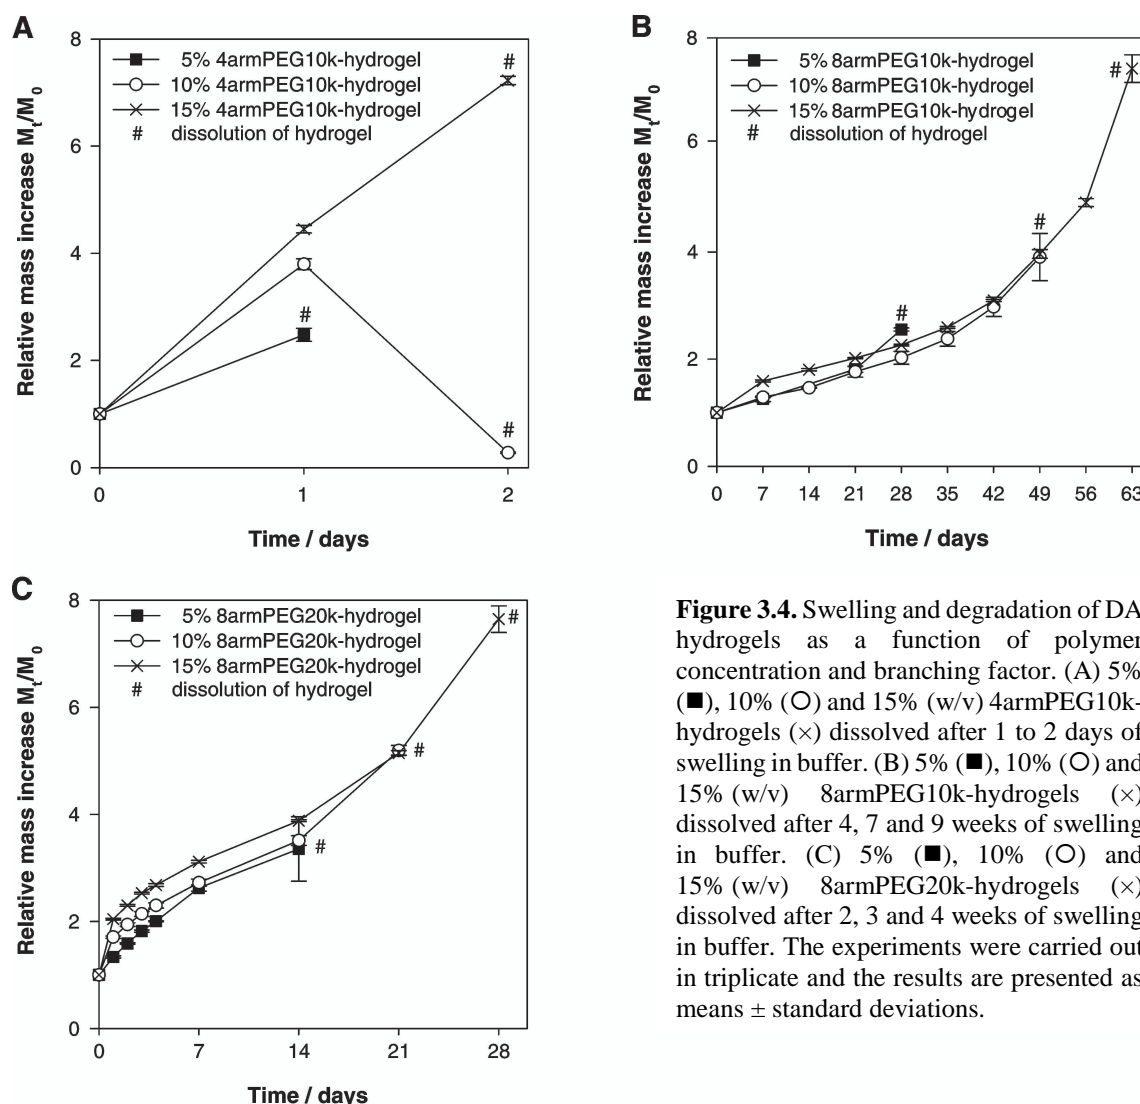 A
8
6
4
2
0
Relative mass increase Mt/M0
5% 4armPEG10k-hydrogel
10% 4armPEG10k-hydrogel
15% 4armPEG10k-hydrogel
# dissolution of hydrogel
#
#
#
0 1 2
Time / days
B
8
6
4
2
0
Relative mass increase Mt/M0
5% 8armPEG10k-hydrogel
10% 8armPEG10k-hydrogel
15% 8armPEG10k-hydrogel
# dissolution of hydrogel
#
#
#
0 7 14 21 28 35 42 49 56 63
Time / days
C
8
6
4
2
0
Relative mass increase Mt/M0
5% 8armPEG20k-hydrogel
10% 8armPEG20k-hydrogel
15% 8armPEG20k-hydrogel
# dissolution of hydrogel
#
#
#
0 7 14 21 28
Time / days
Figure 3.4. Swelling and degradation of DA
hydrogels as a function of polymer
concentration and branching factor. (A) 5%
(■), 10% (○) and 15% (w/v) 4armPEG10k-
hydrogels (×) dissolved after 1 to 2 days of
swelling in buffer. (B) 5% (■), 10% (○) and
15% (w/v) 8armPEG10k-hydrogels (×)
dissolved after 4, 7 and 9 weeks of swelling
in buffer. (C) 5% (■), 10% (○) and
15% (w/v) 8armPEG20k-hydrogels (×)
dissolved after 2, 3 and 4 weeks of swelling
in buffer. The experiments were carried out
in triplicate and the results are presented as
means ± standard deviations.